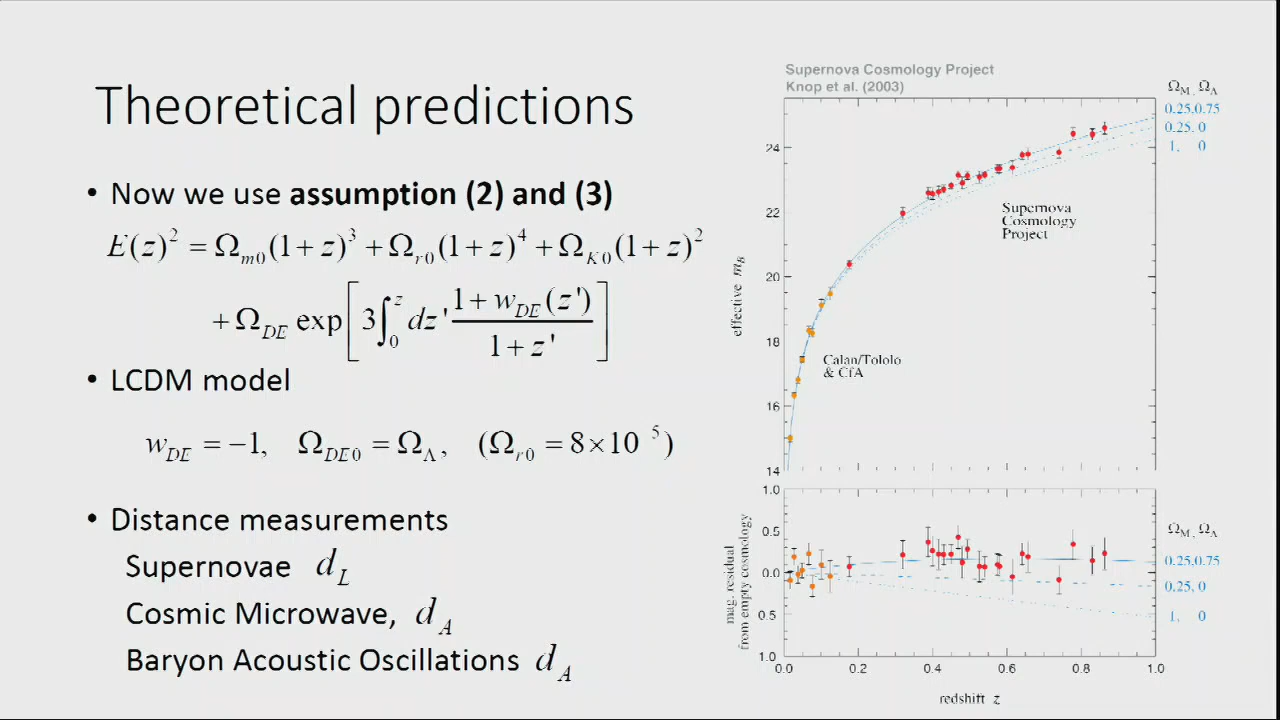 Theoretical predictions
• Now we use assumption (2) and (3)
E(z)² = Ω_m0(1+z)³ + Ω_r0(1+z)⁴ + Ω_K0(1+z)²
+ Ω_DE exp[3∫₀ᶻ dz' (1+w_DE(z'))/(1+z')]
• LCDM model
w_DE = −1, Ω_DE0 = Ω_Λ, (Ω_r0 = 8×10 ⁵)
• Distance measurements
Supernovae d_L
Cosmic Microwave, d_A
Baryon Acoustic Oscillations d_A
Supernova Cosmology Project
Knop et al. (2003)
Ω_M, Ω_Λ
0.25,0.75
0.25, 0
1, 0
24
22
20
18
16
14
effective m_B
Supernova
Cosmology
Project
Calan/Tololo
& CfA
1.0
0.5
0.0
0.5
1.0
mag. residual
from empty cosmology
Ω_M, Ω_Λ
0.25,0.75
0.25, 0
1, 0
0.0 0.2 0.4 0.6 0.8 1.0
redshift z